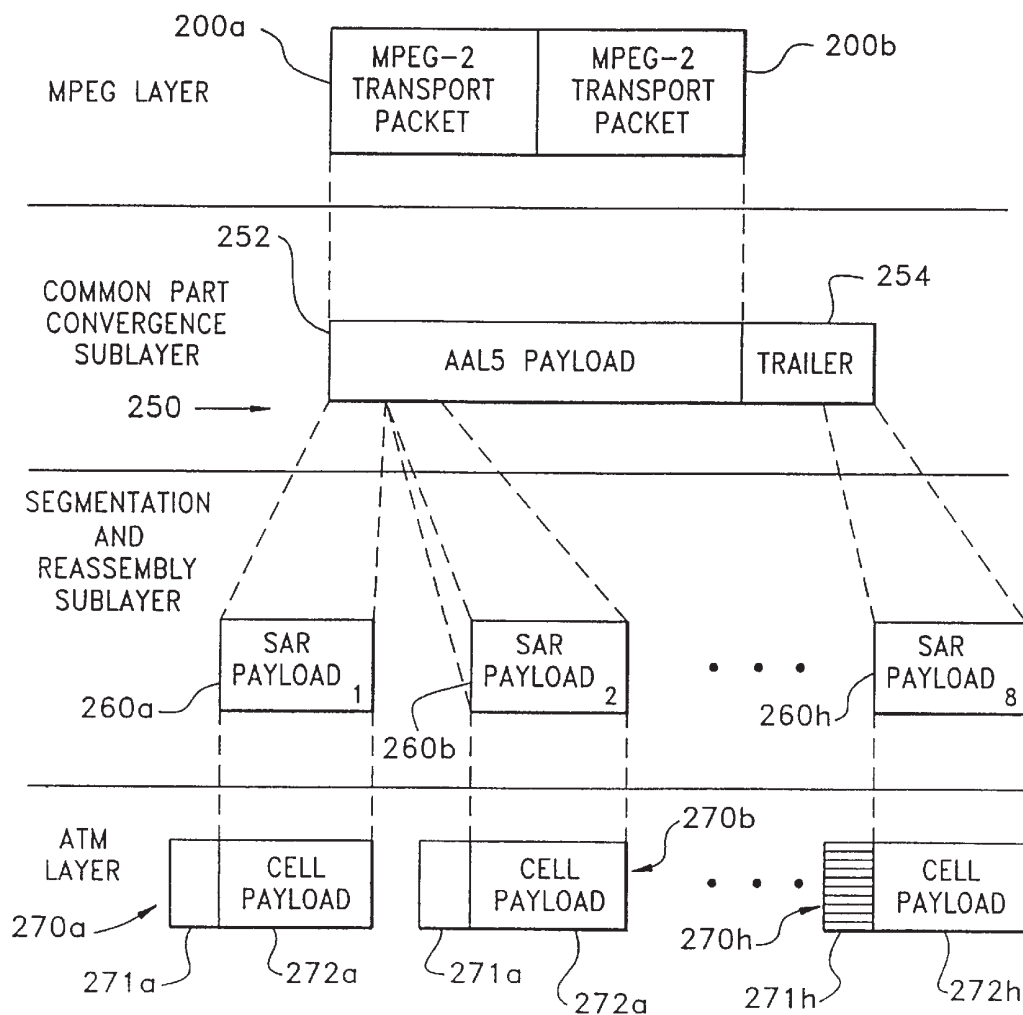 200a
MPEG-2
TRANSPORT
PACKET
MPEG-2
TRANSPORT
PACKET
200b
MPEG LAYER
252
254
COMMON PART
CONVERGENCE
SUBLAYER
AAL5 PAYLOAD
TRAILER
250
SEGMENTATION
AND
REASSEMBLY
SUBLAYER
SAR
PAYLOAD
1
SAR
PAYLOAD
2
SAR
PAYLOAD
8
260a
260b
260h
ATM
LAYER
270b
CELL
PAYLOAD
CELL
PAYLOAD
CELL
PAYLOAD
270a
270h
271a
272a
271a
272a
271h
272h